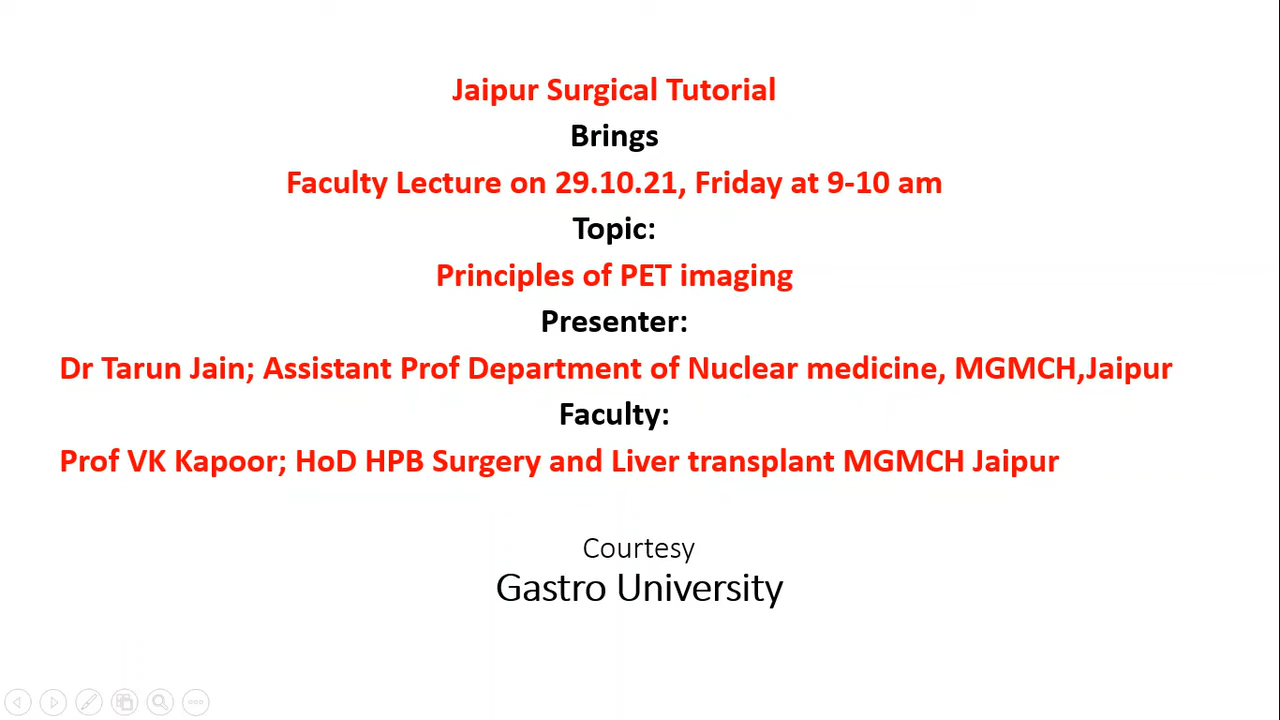 Jaipur Surgical Tutorial
Brings
Faculty Lecture on 29.10.21, Friday at 9-10 am
Topic:
Principles of PET imaging
Presenter:
Dr Tarun Jain; Assistant Prof Department of Nuclear medicine, MGMCH,Jaipur
Faculty:
Prof VK Kapoor; HoD HPB Surgery and Liver transplant MGMCH Jaipur
Courtesy
Gastro University